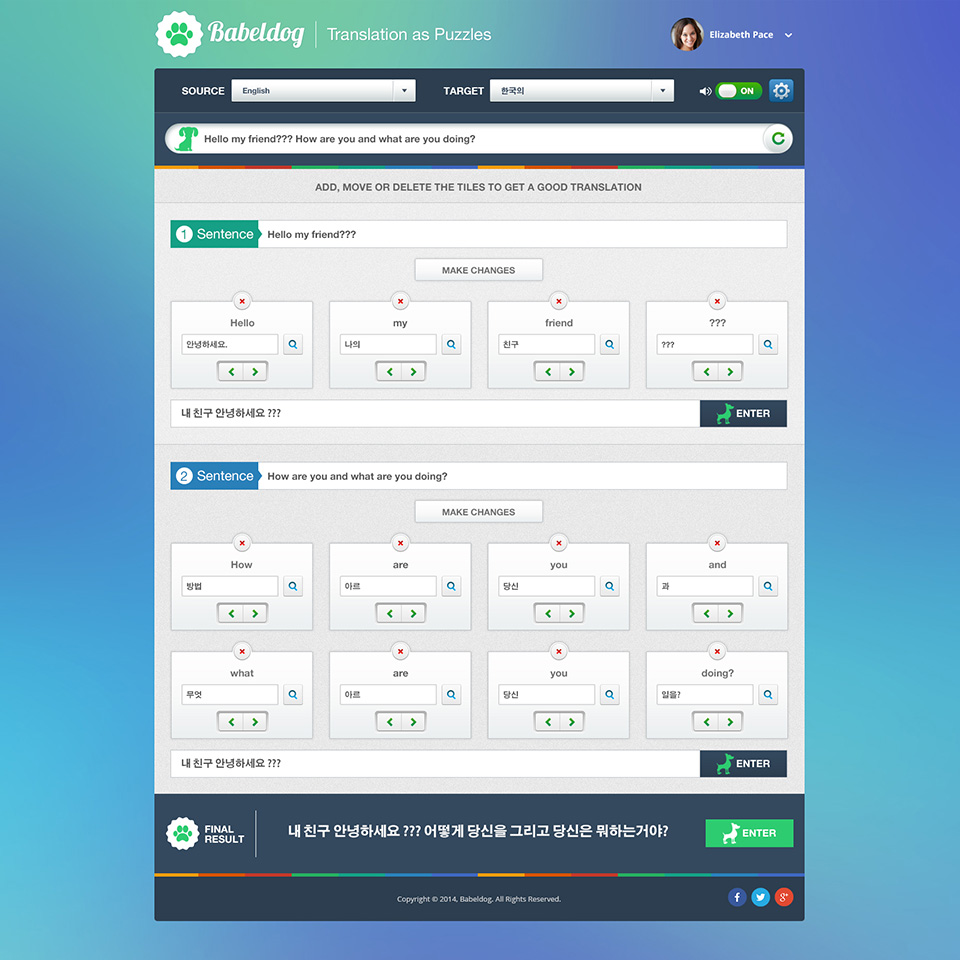 Babeldog
Translation as Puzzles
Elizabeth Pace
SOURCE English TARGET 한국의 ON
Hello my friend??? How are you and what are you doing?
ADD, MOVE OR DELETE THE TILES TO GET A GOOD TRANSLATION
1 Sentence Hello my friend???
MAKE CHANGES
Hello my friend ???
안녕하세요. 나의 친구 ???
내 친구 안녕하세요 ??? ENTER
2 Sentence How are you and what are you doing?
MAKE CHANGES
How are you and
방법 아르 당신 과
what are you doing?
무엇 아르 당신 일을?
내 친구 안녕하세요 ??? ENTER
FINAL
RESULT
내 친구 안녕하세요 ??? 어떻게 당신을 그리고 당신은 뭐하는거야?
ENTER
Copyright © 2014, Babeldog. All Rights Reserved.